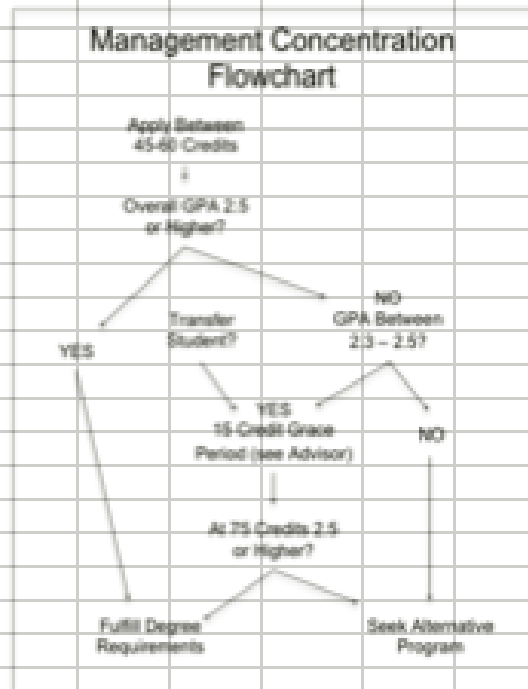 Management Concentration
Flowchart
Apply Between
45-60 Credits
Overall GPA 2.5
or Higher?
NO
GPA Between
2.3 – 2.5?
Transfer
Student?
YES
YES
15 Credit Grace
Period (see Advisor)
NO
At 75 Credits 2.5
or Higher?
Fulfill Degree
Requirements
Seek Alternative
Program